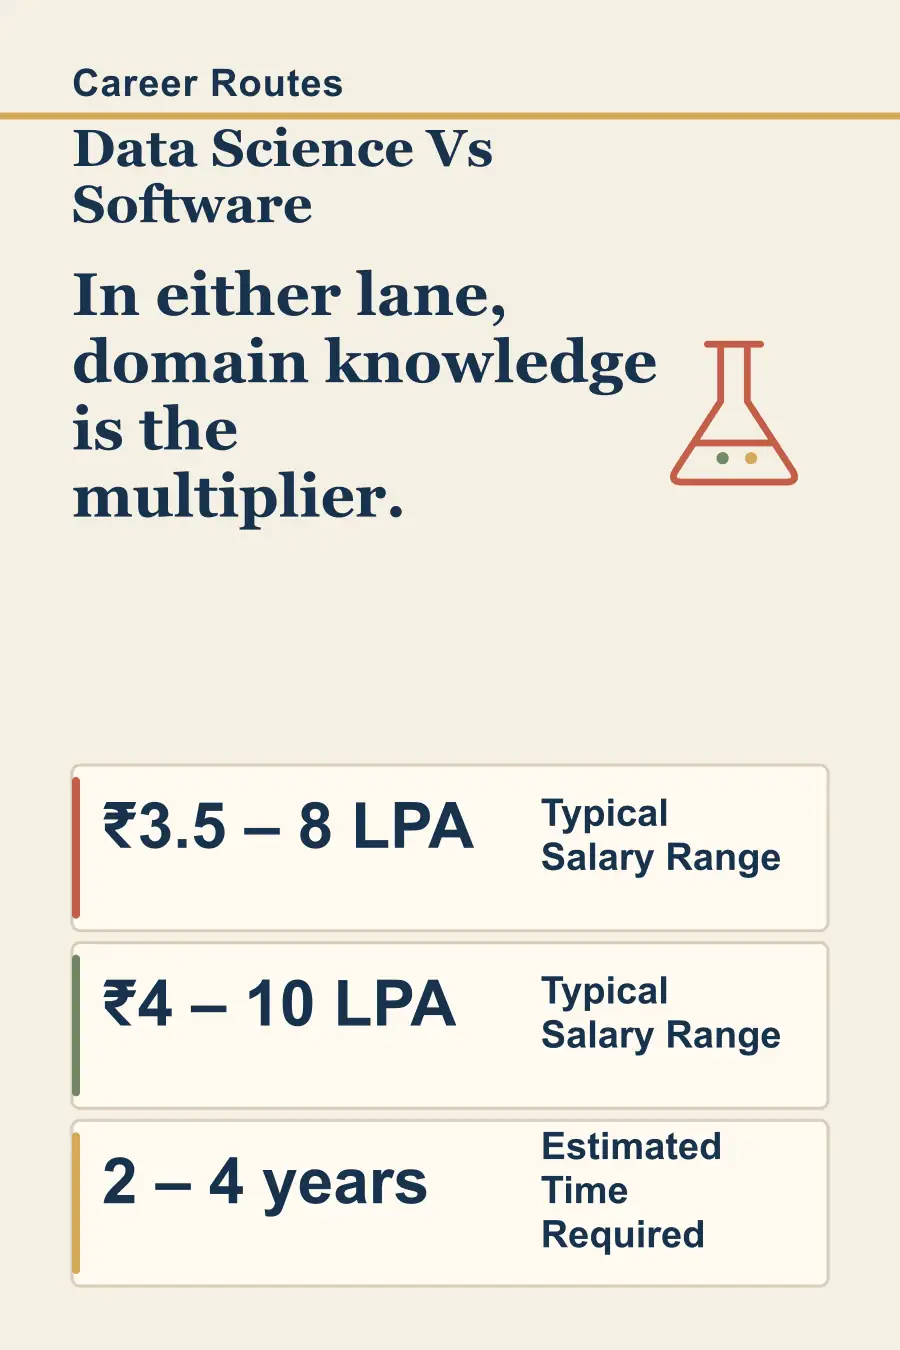 Career Routes
Data Science Vs
Software
In either lane,
domain knowledge
is the
multiplier.
₹3.5 – 8 LPA
Typical
Salary Range
₹4 – 10 LPA
Typical
Salary Range
2 – 4 years
Estimated
Time
Required